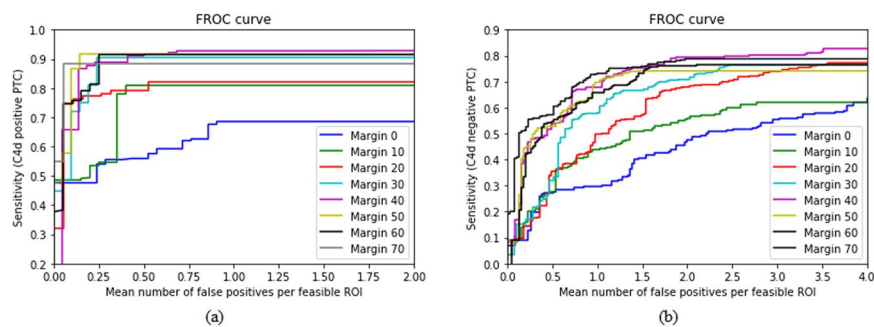 FROC curve
Sensitivity (C4d positive PTC)
1.0
0.9
0.8
0.7
0.6
0.5
0.4
0.3
0.2
0.00 0.25 0.50 0.75 1.00 1.25 1.50 1.75 2.00
Mean number of false positives per feasible ROI
Margin 0
Margin 10
Margin 20
Margin 30
Margin 40
Margin 50
Margin 60
Margin 70
(a)
FROC curve
Sensitivity (C4d negative PTC)
0.9
0.8
0.7
0.6
0.5
0.4
0.3
0.2
0.1
0.0
0.0 0.5 1.0 1.5 2.0 2.5 3.0 3.5 4.0
Mean number of false positives per feasible ROI
Margin 0
Margin 10
Margin 20
Margin 30
Margin 40
Margin 50
Margin 60
Margin 70
(b)